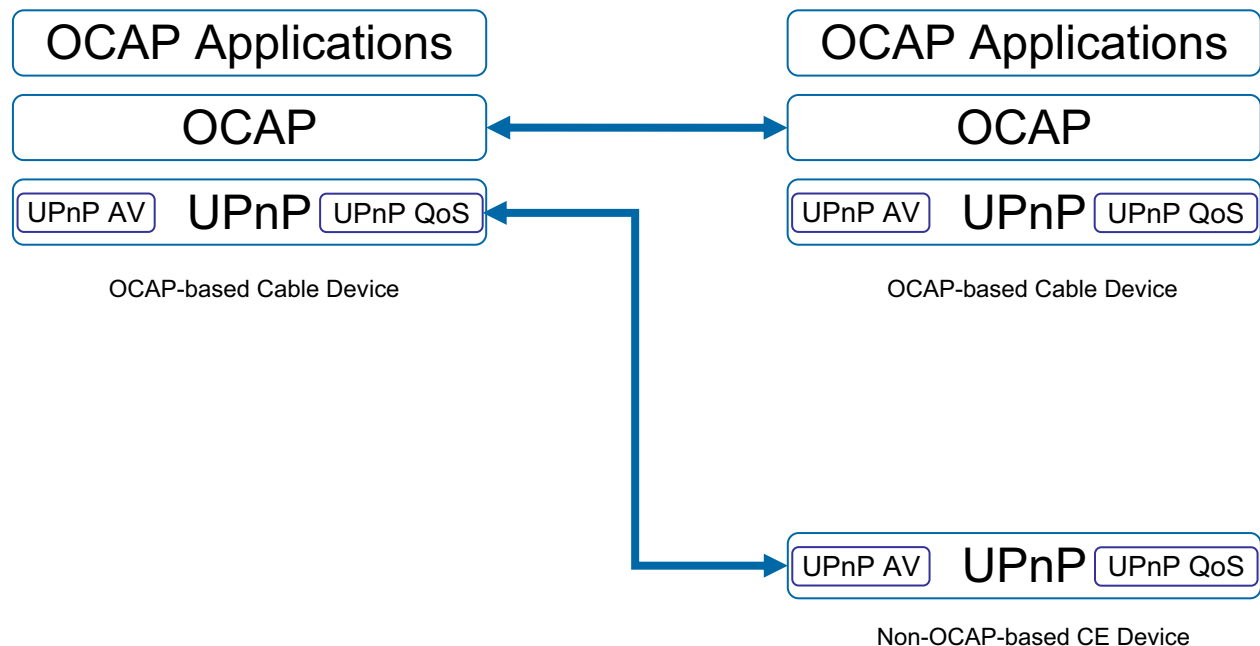 OCAP Applications
OCAP
UPnP AV UPnP UPnP QoS
OCAP-based Cable Device
OCAP Applications
OCAP
UPnP AV UPnP UPnP QoS
OCAP-based Cable Device
UPnP AV UPnP UPnP QoS
Non-OCAP-based CE Device